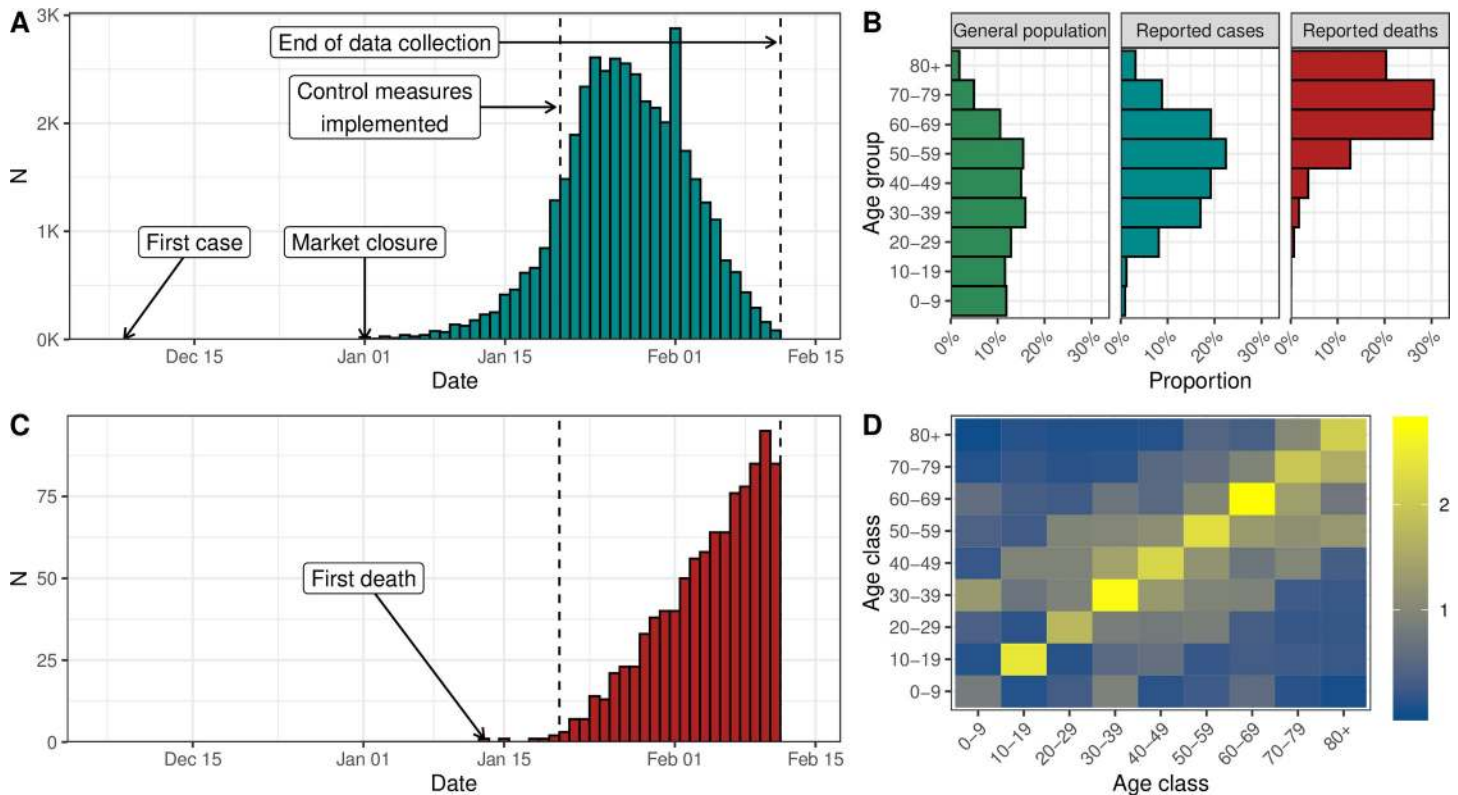 A
3K
2K
1K
0K
N
End of data collection
Control measures
implemented
First case
Market closure
Dec 15
Jan 01
Jan 15
Feb 01
Feb 15
Date
B
General population
Reported cases
Reported deaths
Age group
80+
70−79
60−69
50−59
40−49
30−39
20−29
10−19
0−9
0%
10%
20%
30%
0%
10%
20%
30%
0%
10%
20%
30%
Proportion
C
N
75
50
25
0
First death
Dec 15
Jan 01
Jan 15
Feb 01
Feb 15
Date
D
Age class
80+
70−79
60−69
50−59
40−49
30−39
20−29
10−19
0−9
0−9
10−19
20−29
30−39
40−49
50−59
60−69
70−79
80+
Age class
2
1